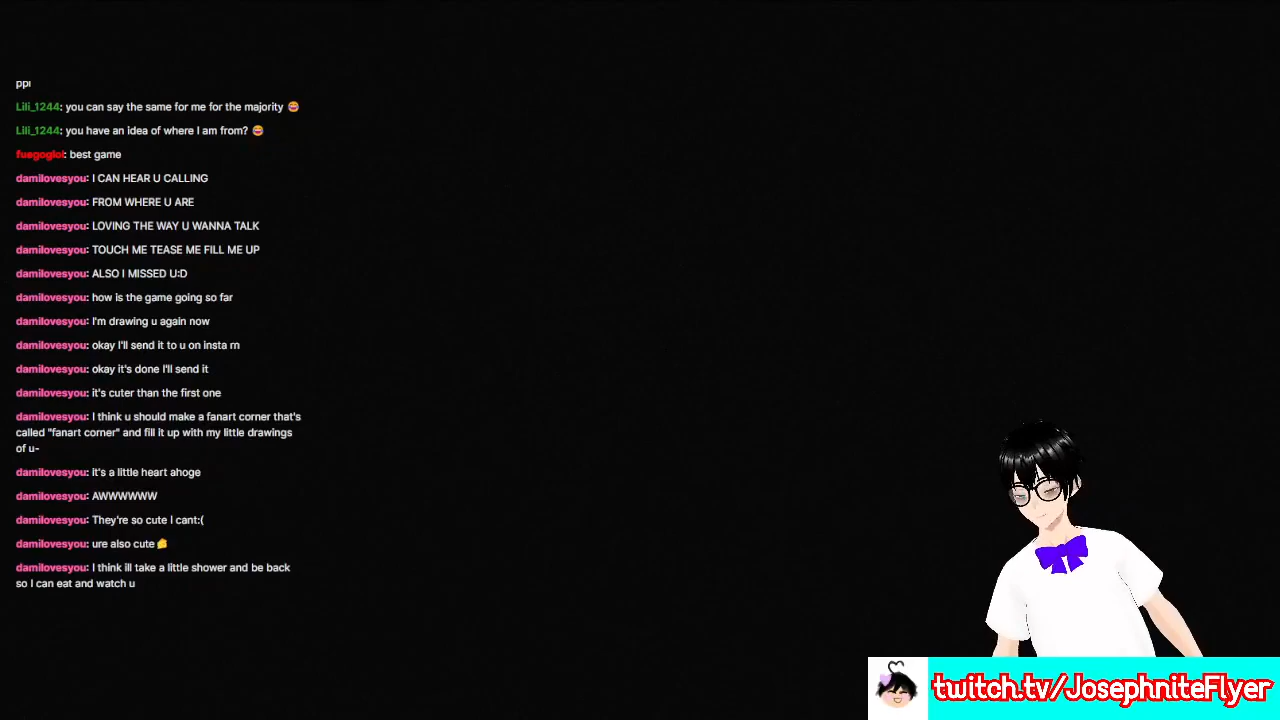 Lili_1244: you can say the same for me for the majority 😂
Lili_1244: you have an idea of where I am from? 😂
fuegoglol: best game
damilovesyou: I CAN HEAR U CALLING
damilovesyou: FROM WHERE U ARE
damilovesyou: LOVING THE WAY U WANNA TALK
damilovesyou: TOUCH ME TEASE ME FILL ME UP
damilovesyou: ALSO I MISSED U:D
damilovesyou: how is the game going so far
damilovesyou: I'm drawing u again now
damilovesyou: okay I'll send it to u on insta rn
damilovesyou: okay it's done I'll send it
damilovesyou: it's cuter than the first one
damilovesyou: I think u should make a fanart corner that's
called "fanart corner" and fill it up with my little drawings
of u-
damilovesyou: it's a little heart ahoge
damilovesyou: AWWWWWW
damilovesyou: They're so cute I cant:(
damilovesyou: ure also cute🧀
damilovesyou: I think ill take a little shower and be back
so I can eat and watch u
twitch.tv/JosephniteFlyer